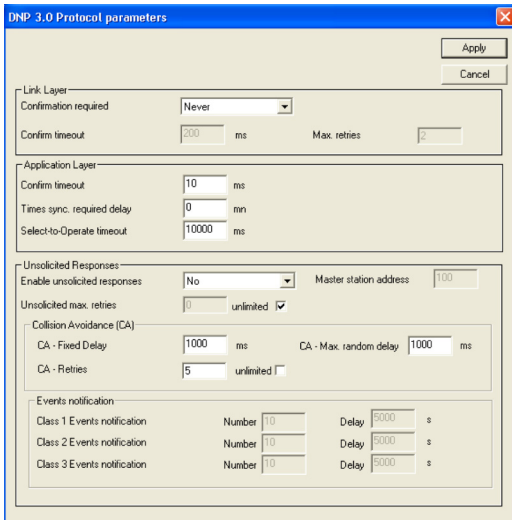 DNP 3.0 Protocol parameters
Apply
Cancel
Link Layer
Confirmation required Never
Confirm timeout 200 ms Max. retries 2
Application Layer
Confirm timeout 10 ms
Times sync. required delay 0 mn
Select-to-Operate timeout 10000 ms
Unsolicited Responses
Enable unsolicited responses No Master station address 100
Unsolicited max. retries 0 unlimited
Collision Avoidance (CA)
CA - Fixed Delay 1000 ms CA - Max. random delay 1000 ms
CA - Retries 5 unlimited
Events notification
Class 1 Events notification Number 10 Delay 5000 s
Class 2 Events notification Number 10 Delay 5000 s
Class 3 Events notification Number 10 Delay 5000 s